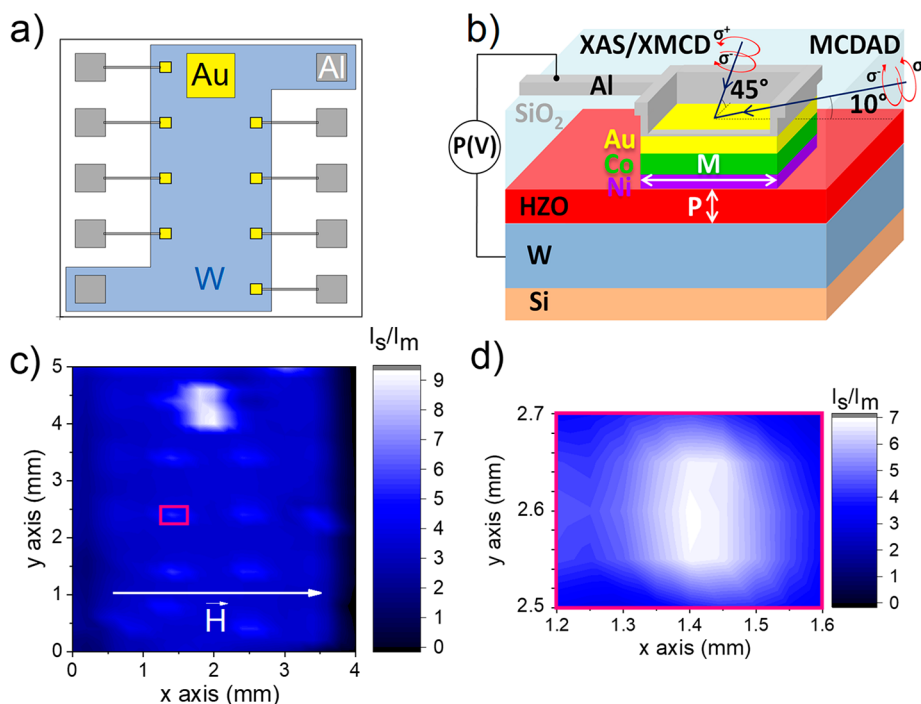 a)
Au
Al
W
b)
XAS/XMCD
σ⁺
σ⁻
MCDAD
σ⁻
σ
45°
10°
Al
SiO₂
P(V)
Au
Co
M
Ni
HZO
P
W
Si
c)
Iₛ/Iₘ
5
4
3
2
1
0
y axis (mm)
H
0 1 2 3 4
x axis (mm)
9
8
7
6
5
4
3
2
1
0
d)
Iₛ/Iₘ
2.7
2.6
2.5
y axis (mm)
1.2 1.3 1.4 1.5 1.6
x axis (mm)
7
6
5
4
3
2
1
0